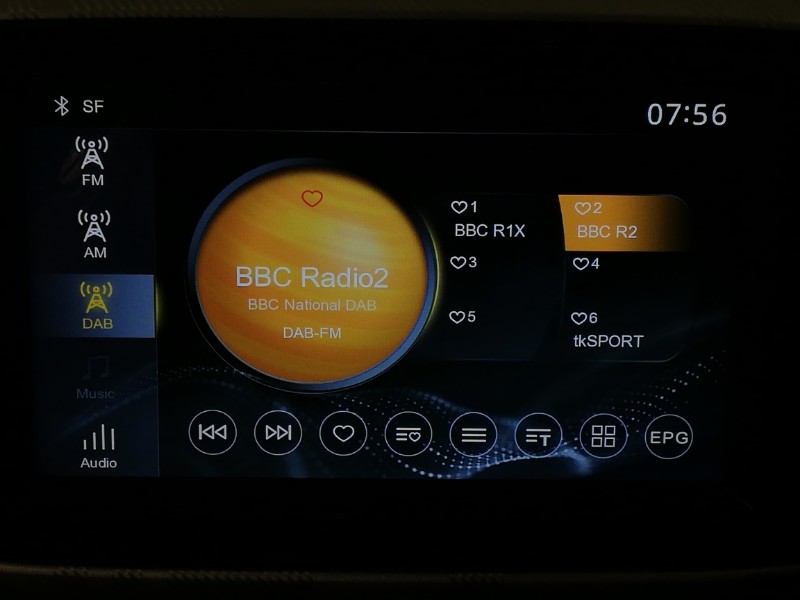 SF
07:56
FM
AM
DAB
Music
Audio
BBC Radio2
BBC National DAB
DAB-FM
1
BBC R1X
2
BBC R2
3
4
5
6
tkSPORT
T
EPG